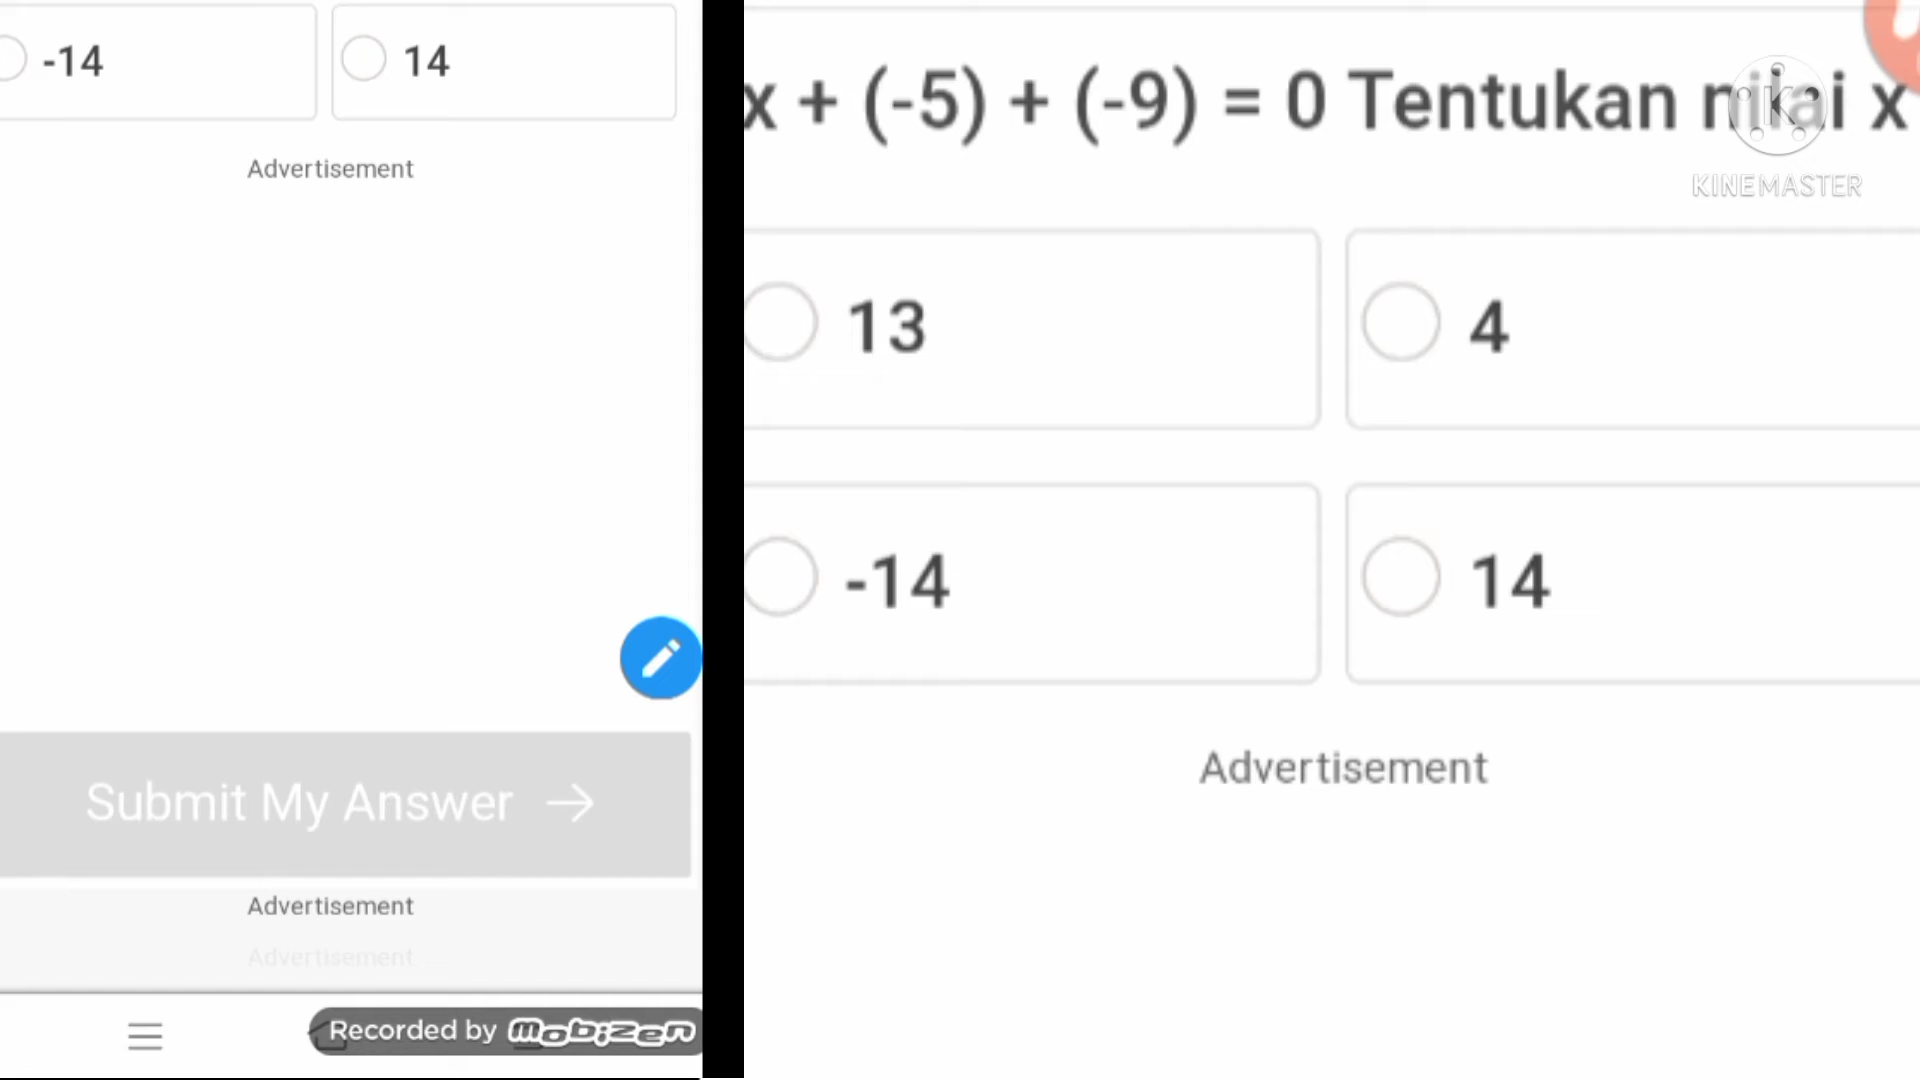 -14
14
Advertisement
Submit My Answer
Advertisement
Advertisement
Recorded by mobizen
x + (-5) + (-9) = 0 Tentukan nilai x
KINEMASTER
13
4
-14
14
Advertisement